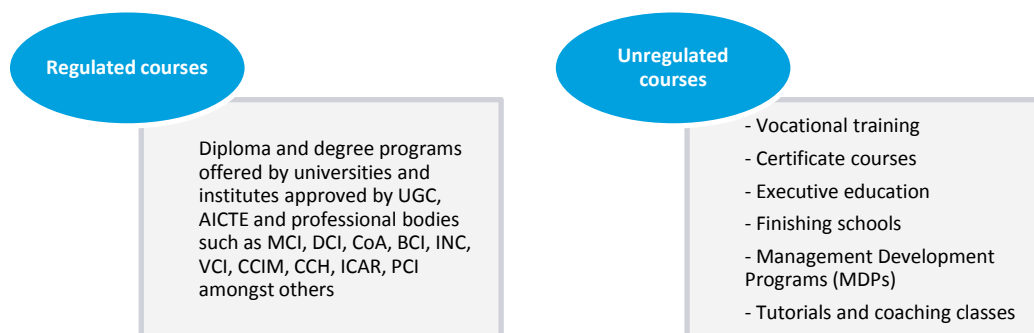 Regulated courses
Diploma and degree programs
offered by universities and
institutes approved by UGC,
AICTE and professional bodies
such as MCI, DCI, CoA, BCI, INC,
VCI, CCIM, CCH, ICAR, PCI
amongst others
Unregulated
courses
- Vocational training
- Certificate courses
- Executive education
- Finishing schools
- Management Development
Programs (MDPs)
- Tutorials and coaching classes